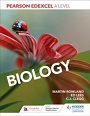 PEARSON EDEXCEL A LEVEL
BIOLOGY
MARTIN ROWLAND
ED LEES
C.J. CLEGG